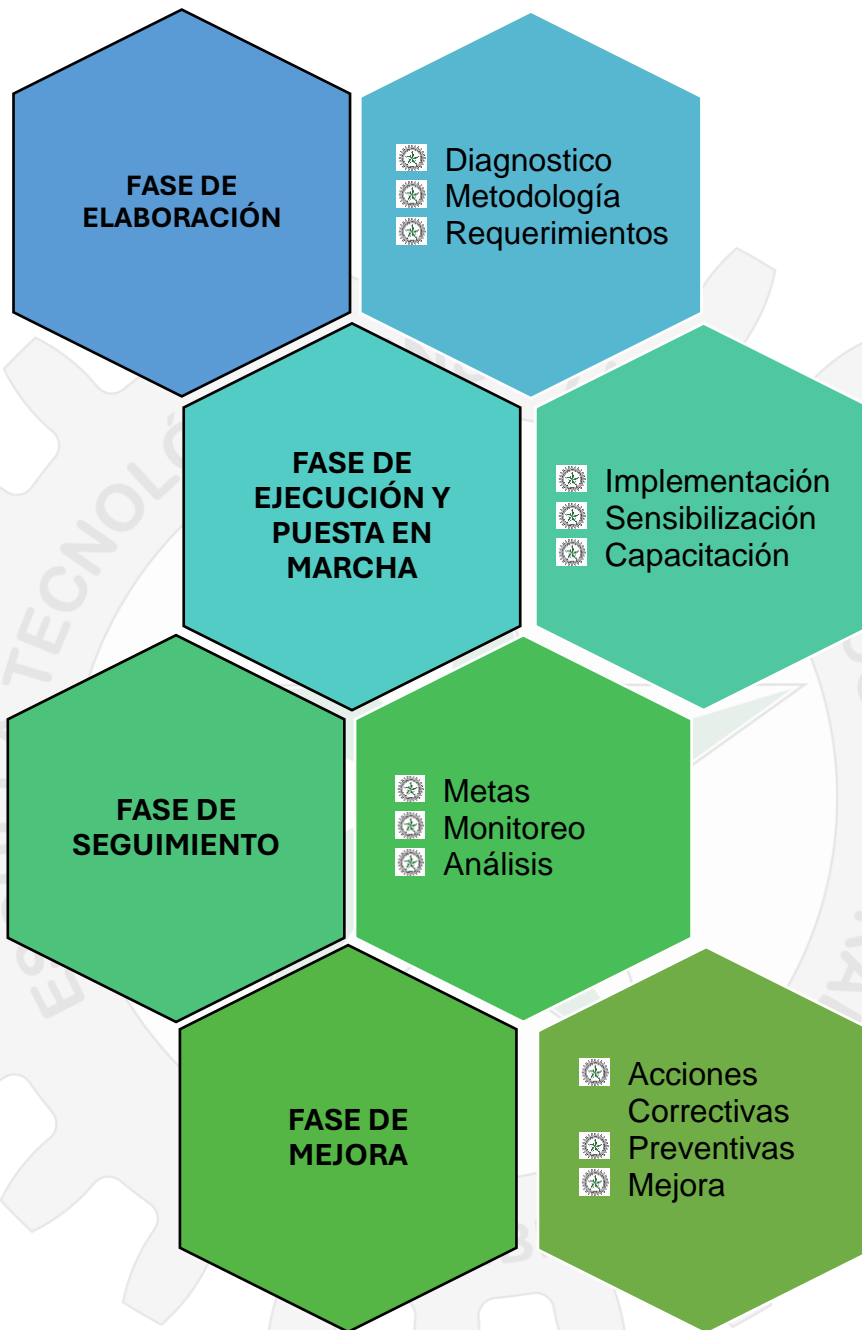 FASE DE
ELABORACIÓN
Diagnostico
Metodología
Requerimientos
FASE DE
EJECUCIÓN Y
PUESTA EN
MARCHA
Implementación
Sensibilización
Capacitación
FASE DE
SEGUIMIENTO
Metas
Monitoreo
Análisis
FASE DE
MEJORA
Acciones
Correctivas
Preventivas
Mejora